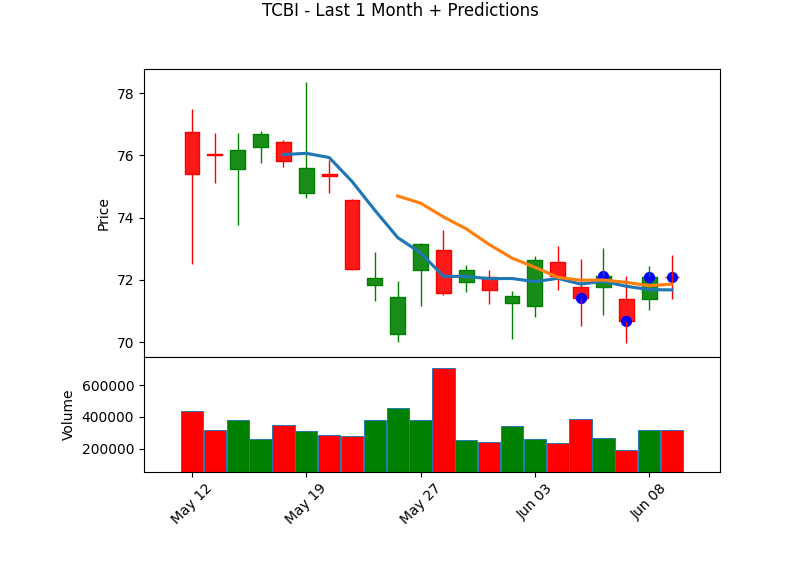 TCBI - Last 1 Month + Predictions
78
76
74
72
70
Price
600000
400000
200000
Volume
May 12
May 19
May 27
Jun 03
Jun 08